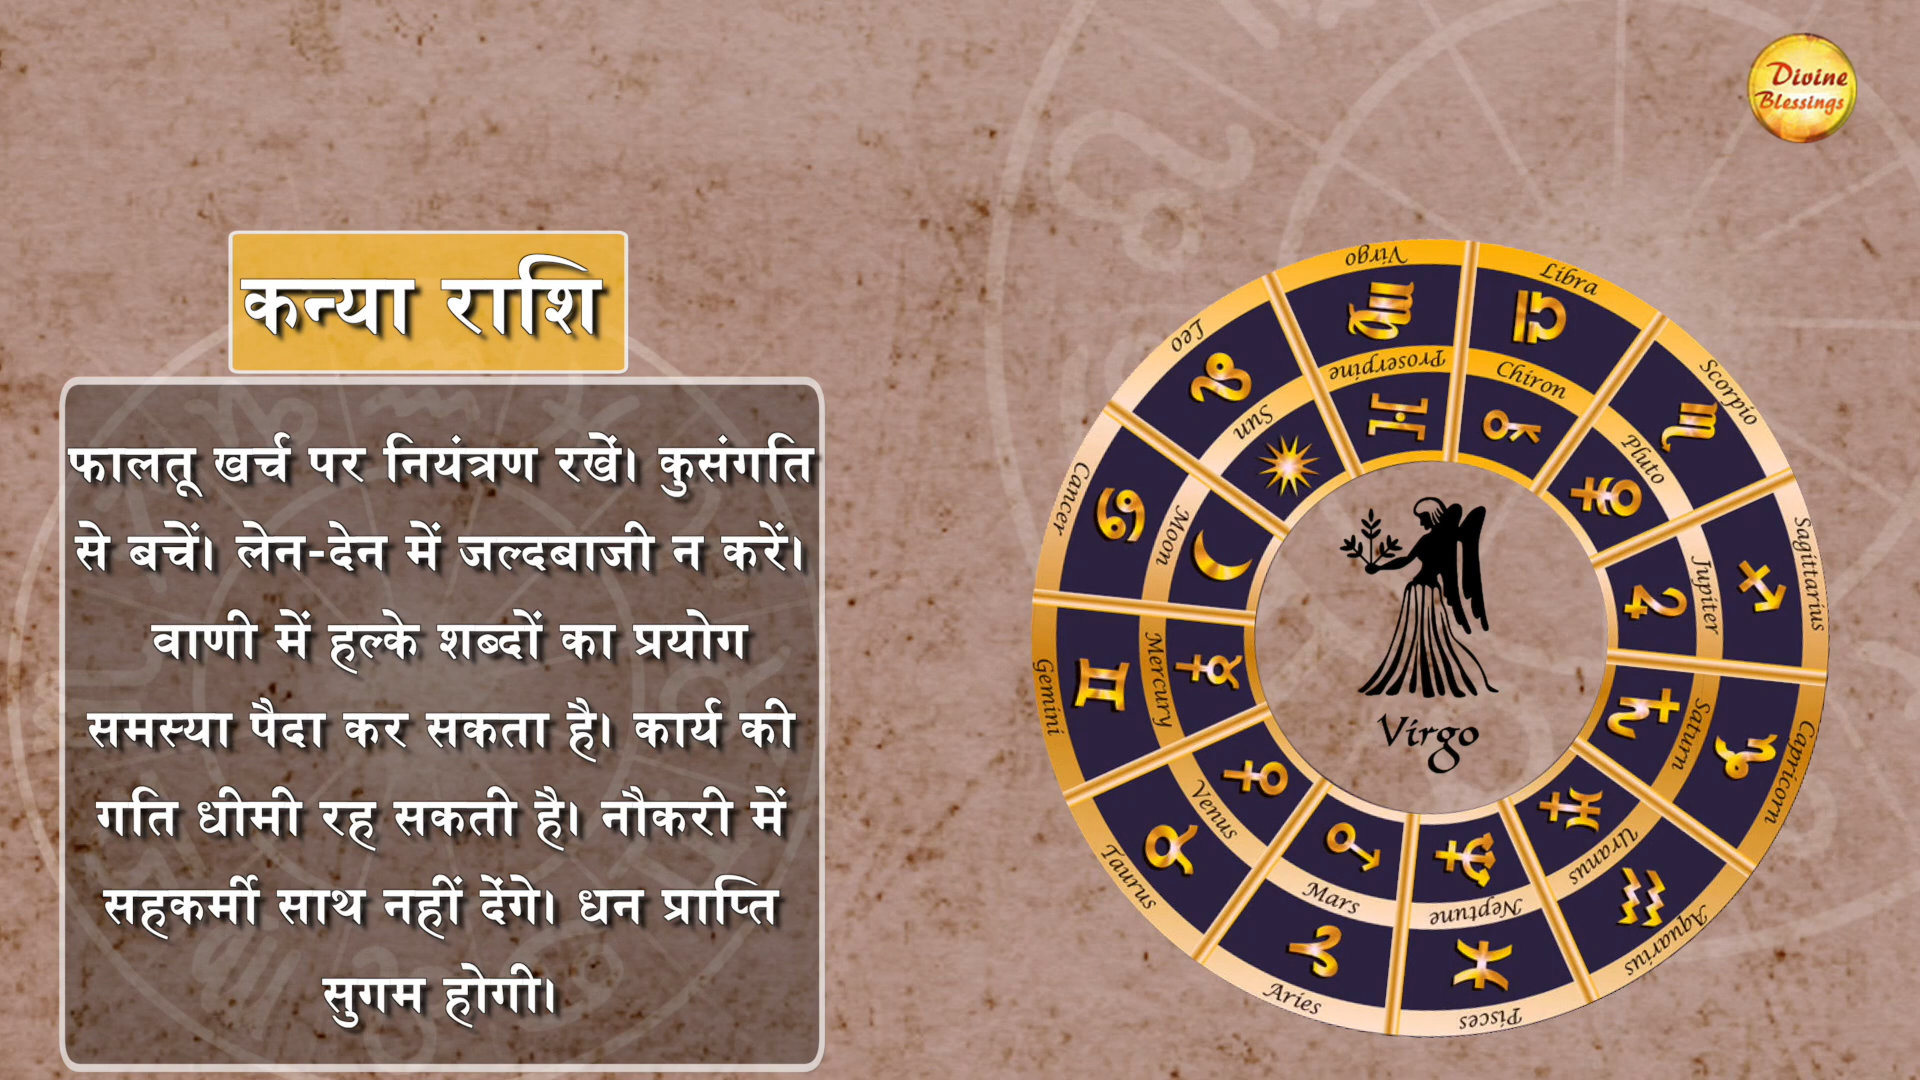 Divine
Blessings
कन्या राशि
फालतू खर्च पर नियंत्रण रखें। कुसंगति
से बचें। लेन-देन में जल्दबाजी न करें।
वाणी में हल्के शब्दों का प्रयोग
समस्या पैदा कर सकता है। कार्य की
गति धीमी रह सकती है। नौकरी में
सहकर्मी साथ नहीं देंगे। धन प्राप्ति
सुगम होगी।
Virgo
Libra
Scorpio
Sagittarius
Capricorn
Aquarius
Pisces
Aries
Taurus
Gemini
Cancer
Leo
Proserpine
Chiron
Pluto
Jupiter
Saturn
Uranus
Neptune
Mars
Venus
Mercury
Moon
Sun
Virgo